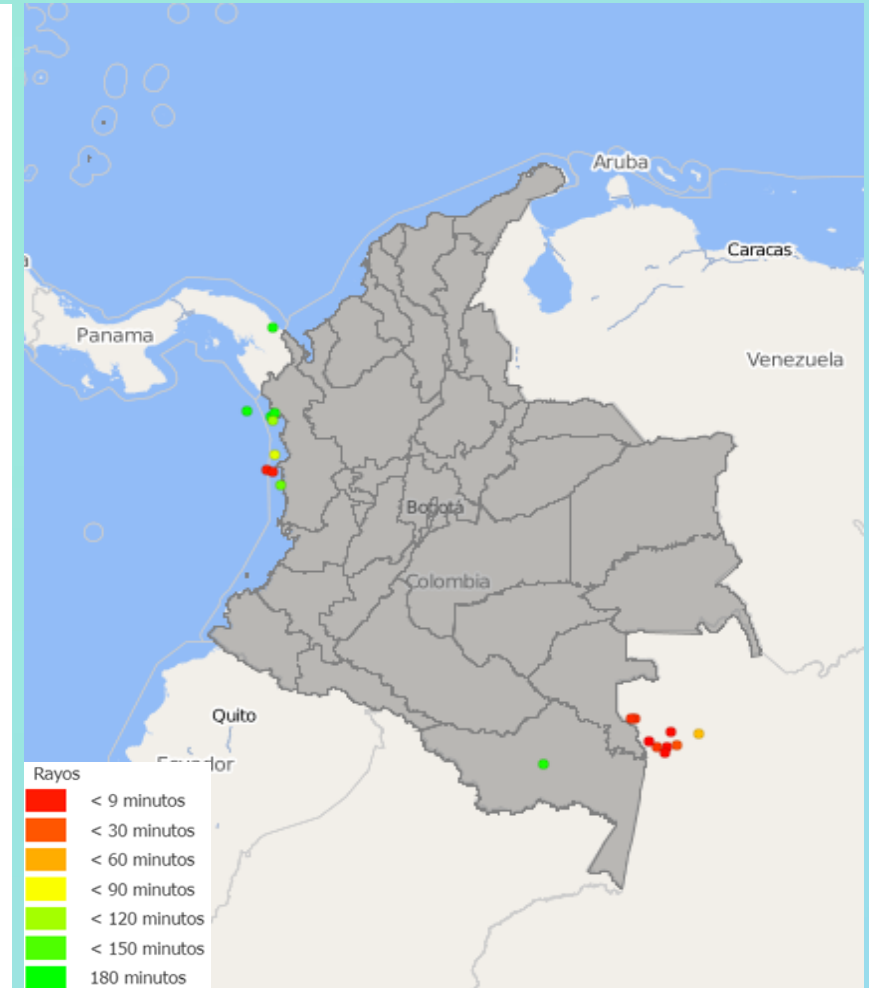 Aruba
Caracas
a
Panama
Venezuela
Bogotá
Colombia
Quito
Ecuador
Rayos
< 9 minutos
< 30 minutos
< 60 minutos
< 90 minutos
< 120 minutos
< 150 minutos
180 minutos